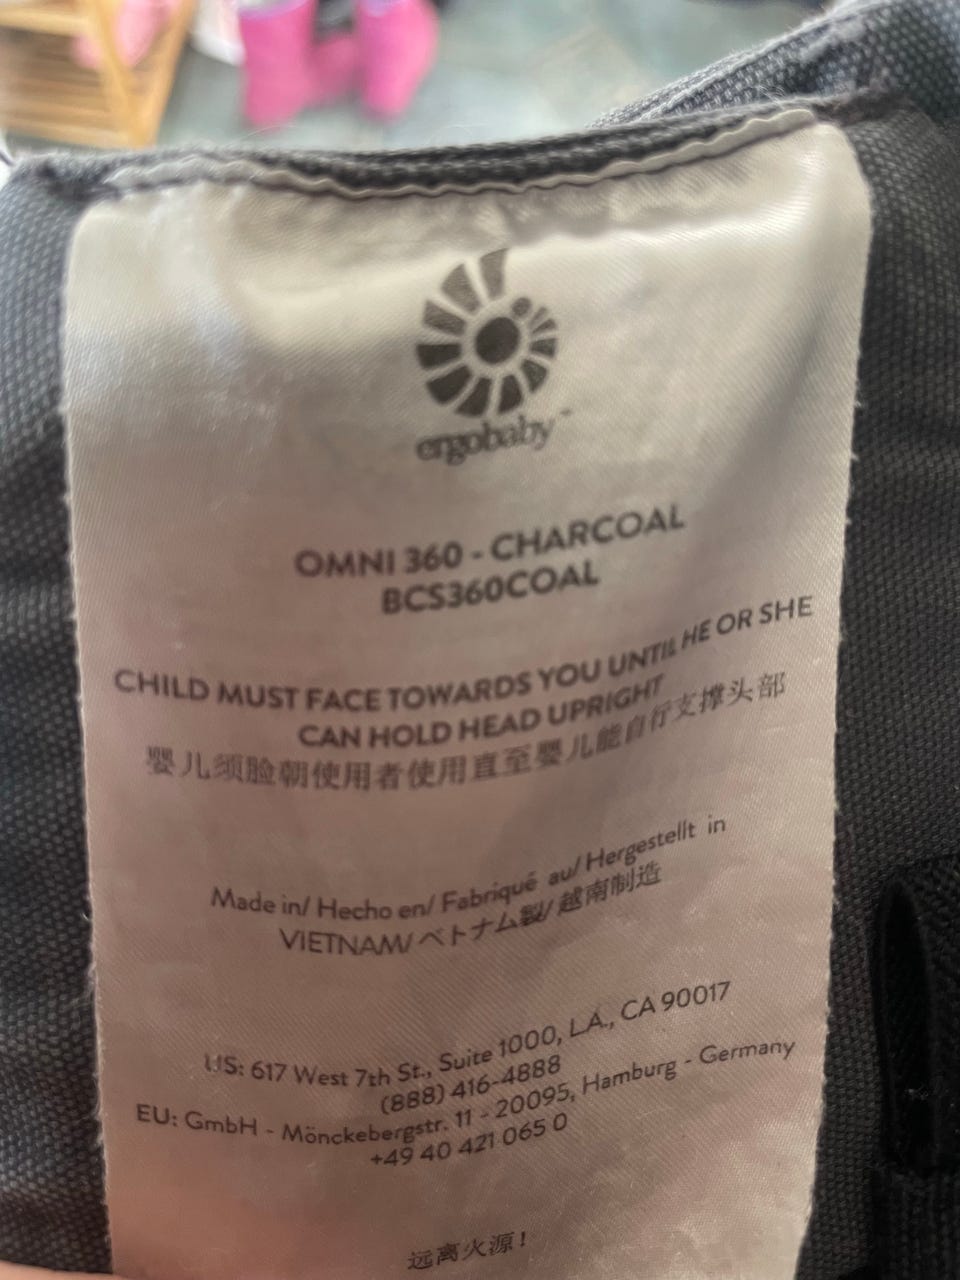 ergobaby™
OMNI 360 - CHARCOAL
BCS360COAL
CHILD MUST FACE TOWARDS YOU UNTIL HE OR SHE
CAN HOLD HEAD UPRIGHT
婴儿须脸朝使用者使用直至婴儿能自行支撑头部
Made in/ Hecho en/ Fabriqué au/ Hergestellt in
VIETNAM/ ベトナム製/ 越南制造
US: 617 West 7th St., Suite 1000, L.A., CA 90017
(888) 416-4888
EU: GmbH - Mönckebergstr. 11 - 20095, Hamburg - Germany
+49 40 421 065 0
远离火源!